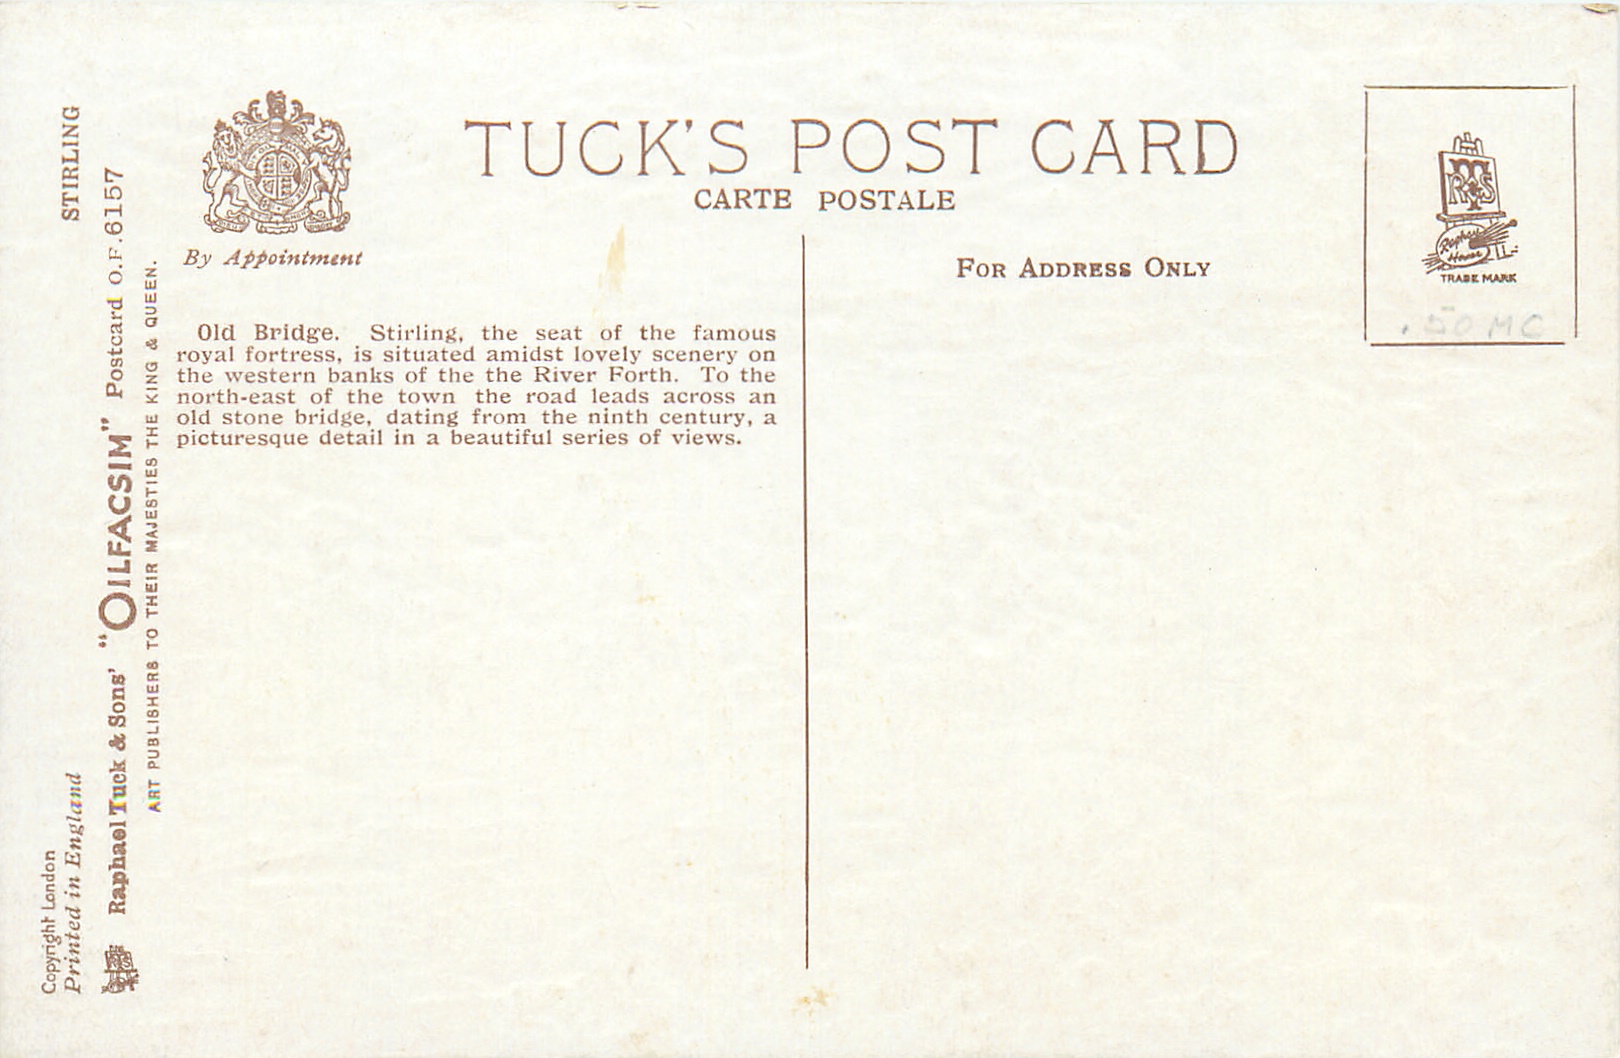 TUCK'S POST CARD
CARTE POSTALE
By Appointment
FOR ADDRESS ONLY
Old Bridge. Stirling, the seat of the famous
royal fortress, is situated amidst lovely scenery on
the western banks of the the River Forth. To the
north-east of the town the road leads across an
old stone bridge, dating from the ninth century, a
picturesque detail in a beautiful series of views.
STIRLING
Copyright London
Printed in England
Raphael Tuck & Sons' "OILFACSIM" Postcard O.F.6157
ART PUBLISHERS TO THEIR MAJESTIES THE KING & QUEEN.
Raphael
House
TRADE MARK
.50 MC